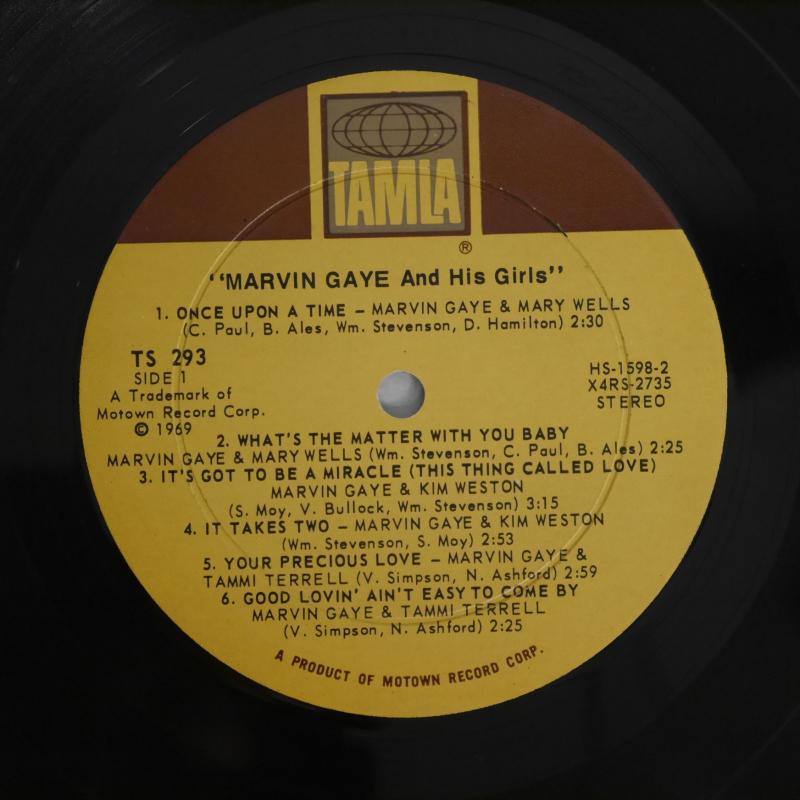 TAMLA
®
"MARVIN GAYE And His Girls"
1. ONCE UPON A TIME – MARVIN GAYE & MARY WELLS
(C. Paul, B. Ales, Wm. Stevenson, D. Hamilton) 2:30
TS 293
SIDE 1
A Trademark of
Motown Record Corp.
© 1969
HS-1598-2
X4RS-2735
STEREO
2. WHAT'S THE MATTER WITH YOU BABY
MARVIN GAYE & MARY WELLS (Wm. Stevenson, C. Paul, B. Ales) 2:25
3. IT'S GOT TO BE A MIRACLE (THIS THING CALLED LOVE)
MARVIN GAYE & KIM WESTON
(S. Moy, V. Bullock, Wm. Stevenson) 3:15
4. IT TAKES TWO – MARVIN GAYE & KIM WESTON
(Wm. Stevenson, S. Moy) 2:53
5. YOUR PRECIOUS LOVE – MARVIN GAYE &
TAMMI TERRELL (V. Simpson, N. Ashford) 2:59
6. GOOD LOVIN' AIN'T EASY TO COME BY
MARVIN GAYE & TAMMI TERRELL
(V. Simpson, N. Ashford) 2:25
A PRODUCT OF MOTOWN RECORD CORP.